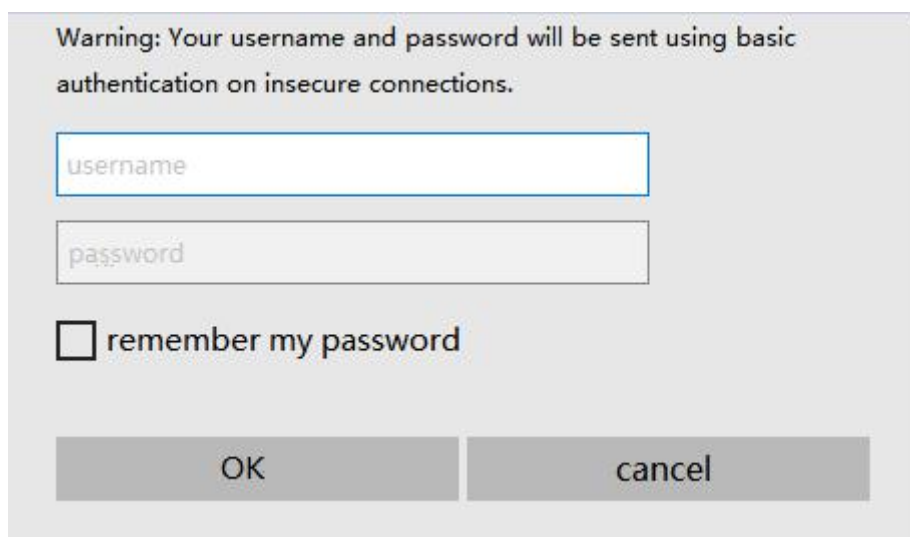 Warning: Your username and password will be sent using basic
authentication on insecure connections.
username
password
remember my password
OK
cancel